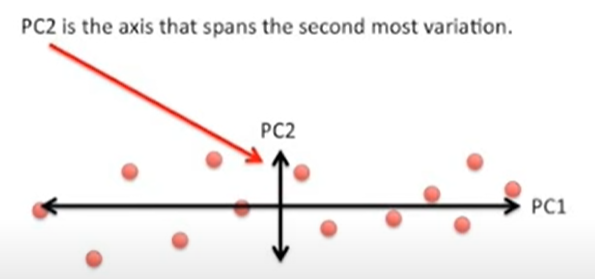 PC2 is the axis that spans the second most variation.
PC2
PC1